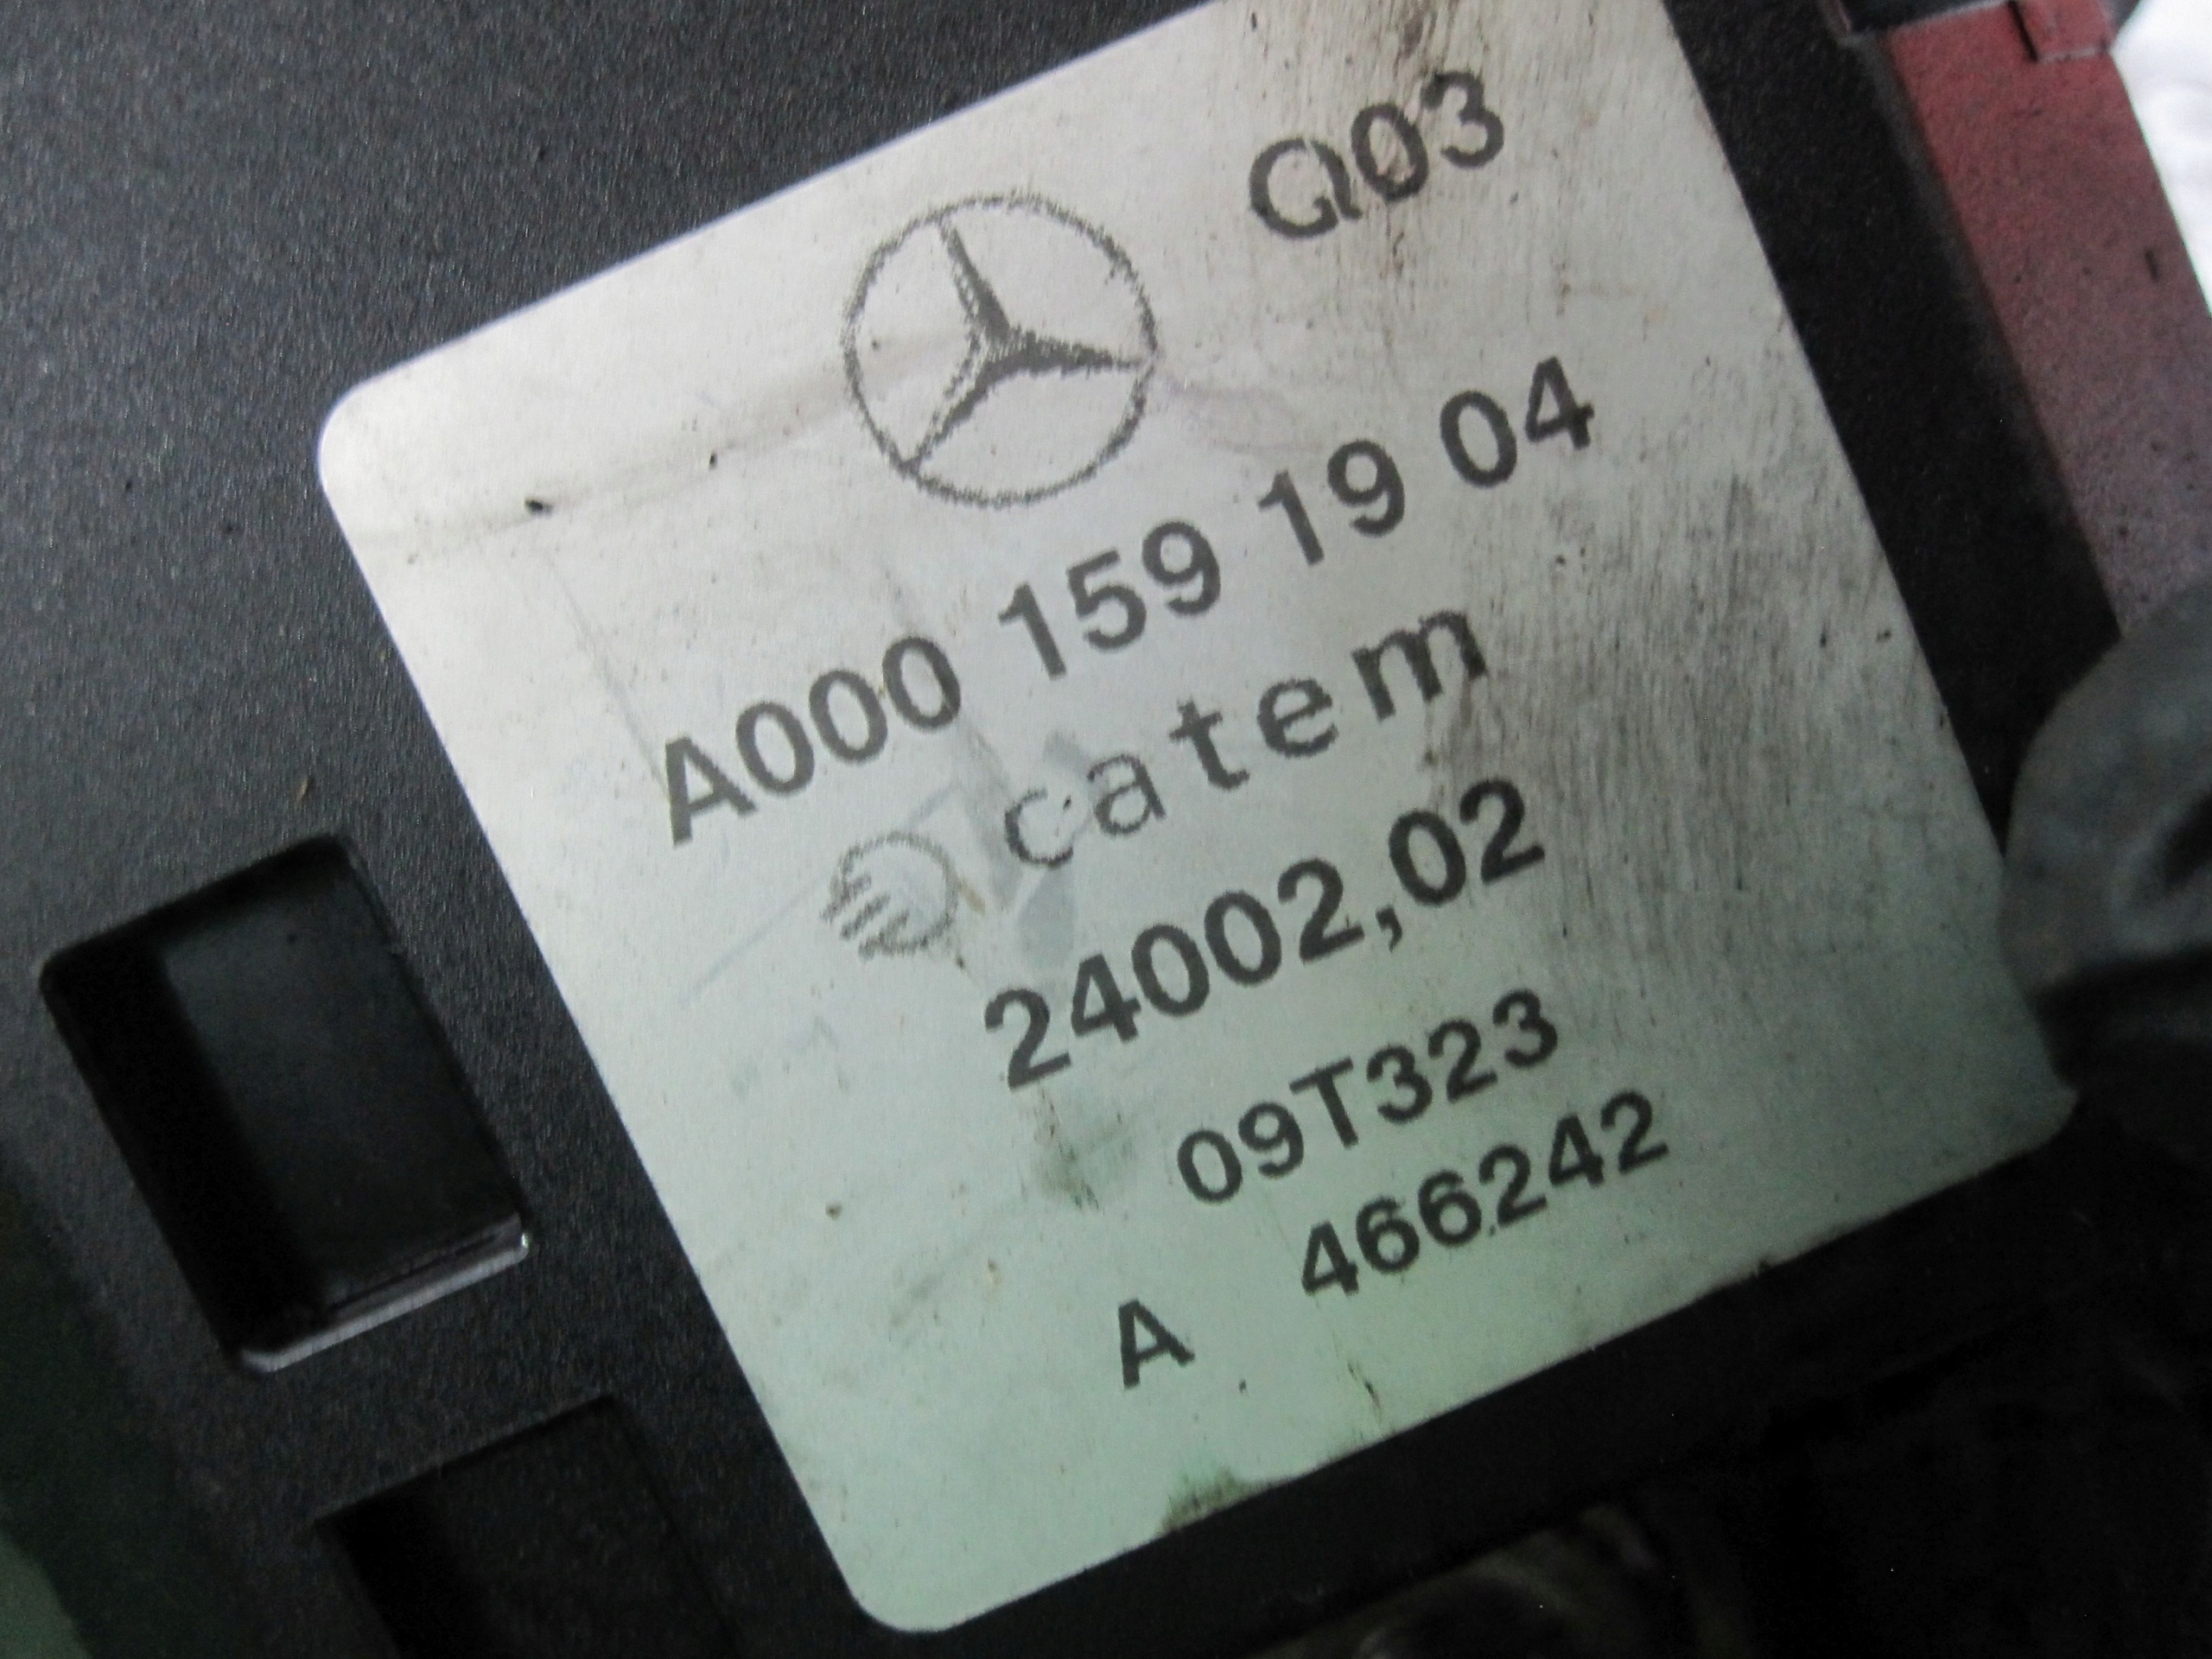 Q03
A000 159 19 04
catem
24002,02
09T323
466242
A